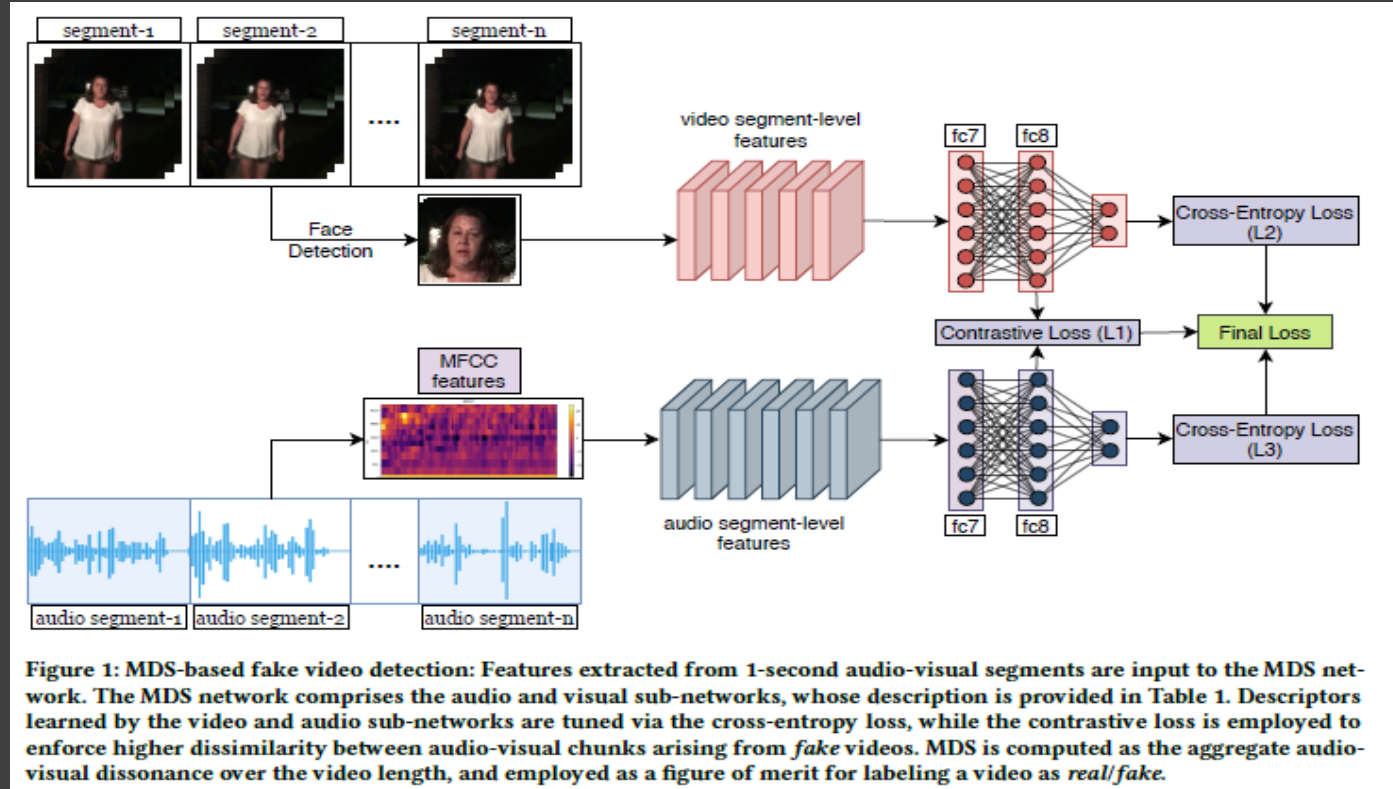 segment-1 segment-2 segment-n
....
Face
Detection
video segment-level
features
fc7 fc8
Cross-Entropy Loss
(L2)
Contrastive Loss (L1)
Final Loss
MFCC
features
Cross-Entropy Loss
(L3)
audio segment-level
features
fc7 fc8
....
audio segment-1 audio segment-2 audio segment-n
Figure 1: MDS-based fake video detection: Features extracted from 1-second audio-visual segments are input to the MDS net-
work. The MDS network comprises the audio and visual sub-networks, whose description is provided in Table 1. Descriptors
learned by the video and audio sub-networks are tuned via the cross-entropy loss, while the contrastive loss is employed to
enforce higher dissimilarity between audio-visual chunks arising from fake videos. MDS is computed as the aggregate audio-
visual dissonance over the video length, and employed as a figure of merit for labeling a video as real/fake.